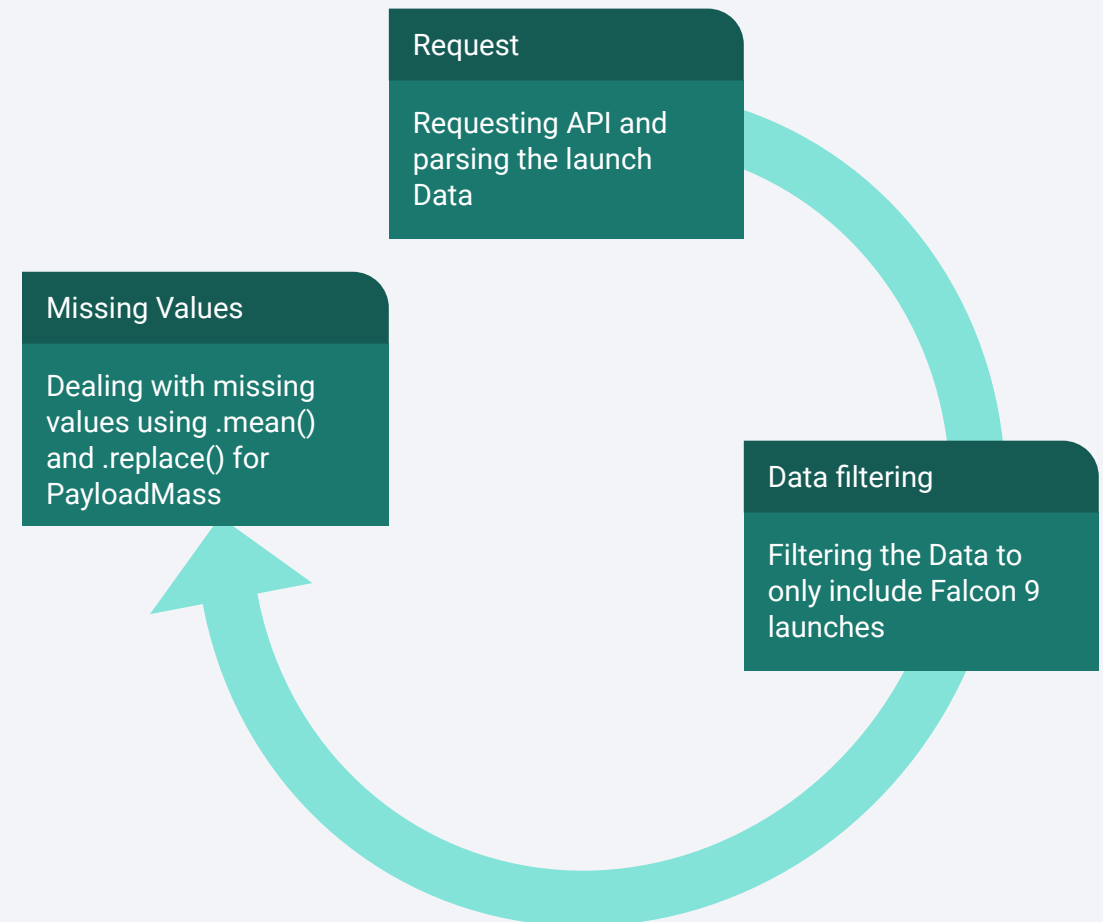 Request
Requesting API and
parsing the launch
Data
Missing Values
Dealing with missing
values using .mean()
and .replace() for
PayloadMass
Data filtering
Filtering the Data to
only include Falcon 9
launches